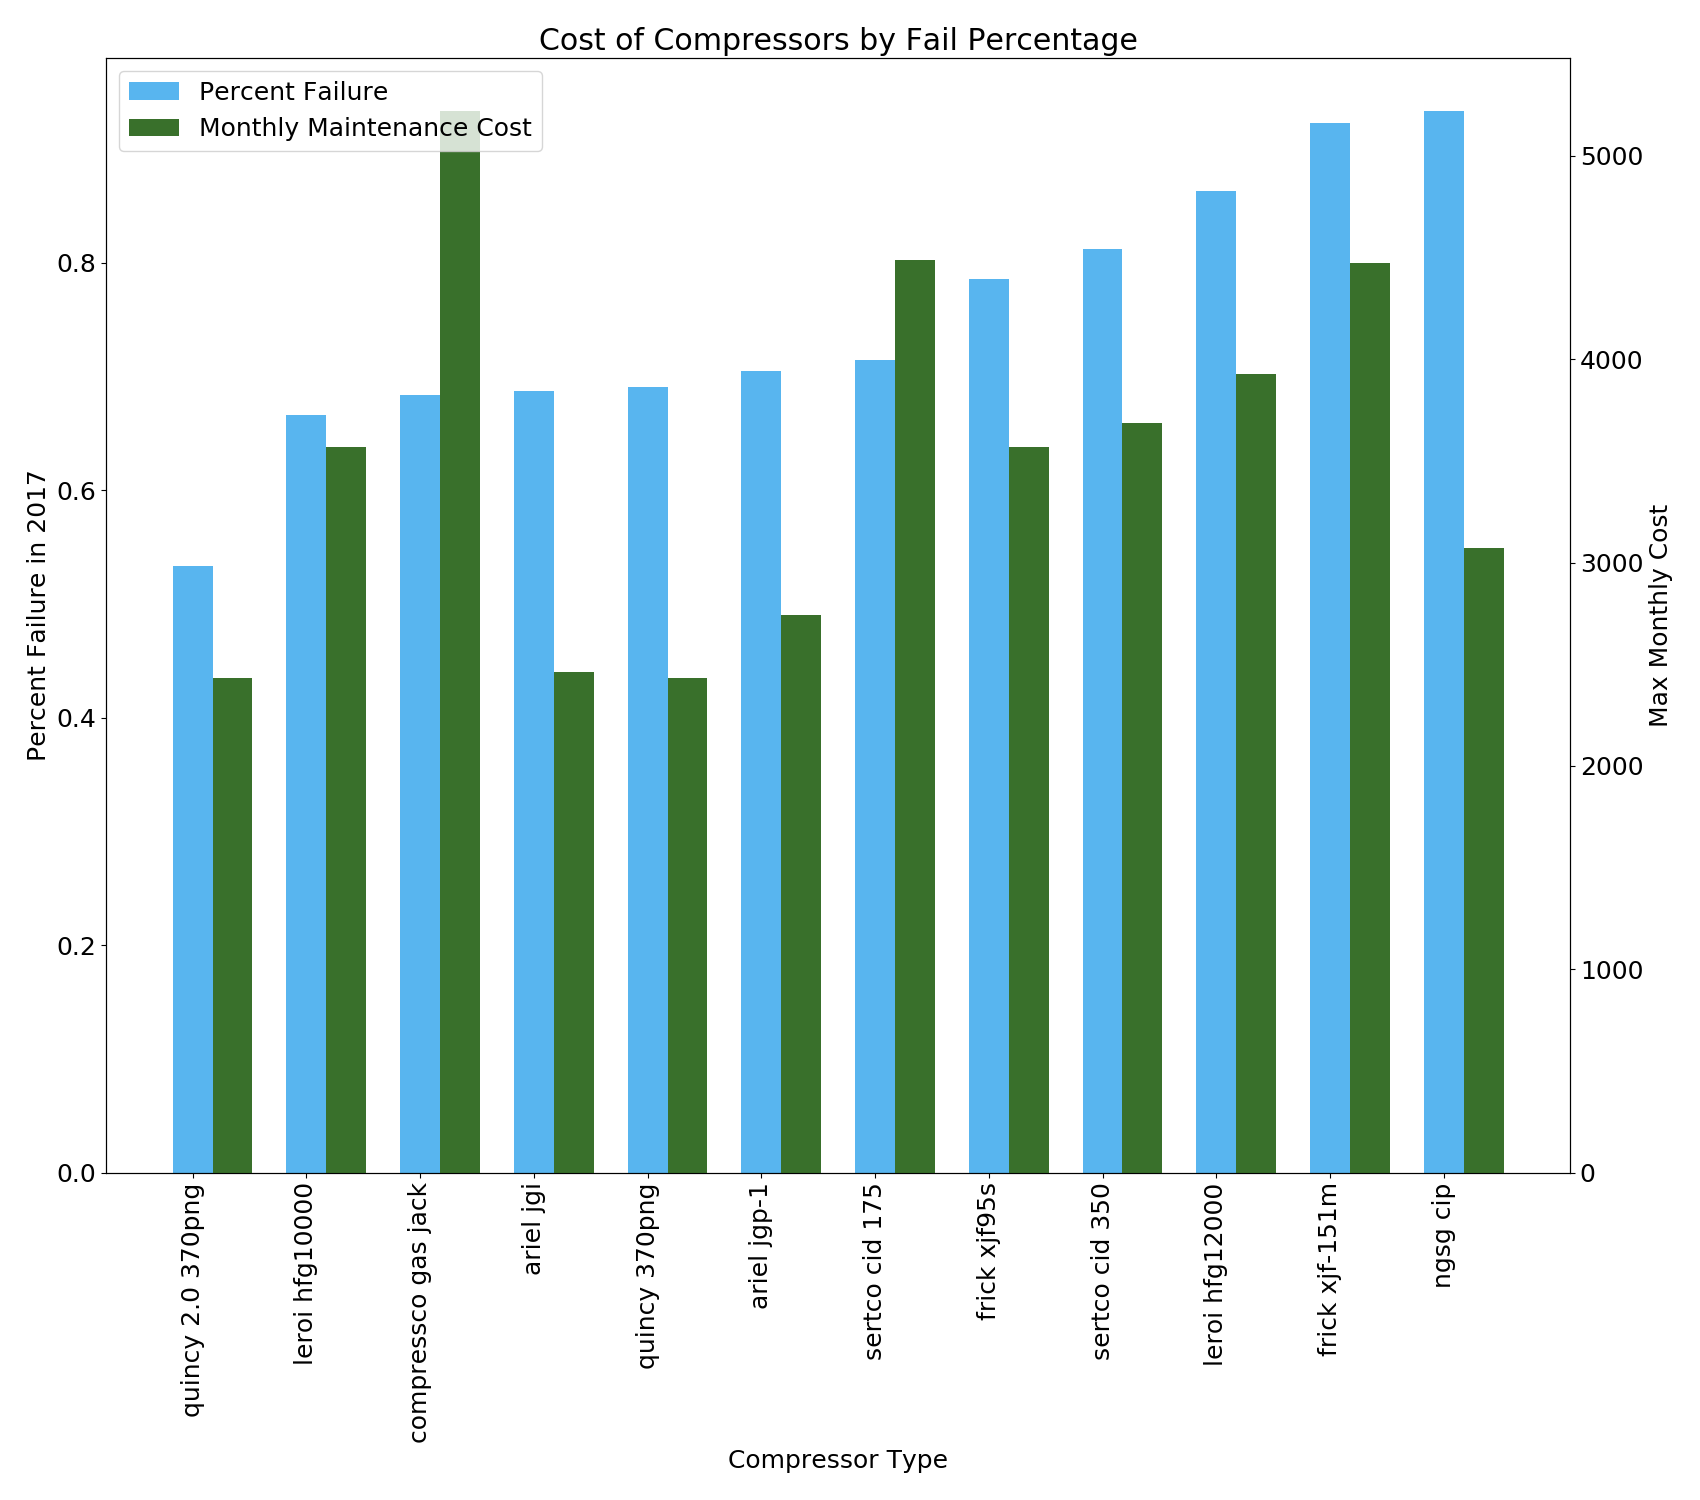 Cost of Compressors by Fail Percentage
Percent Failure
Monthly Maintenance Cost
Percent Failure in 2017
0.8
0.6
0.4
0.2
0.0
5000
4000
3000
2000
1000
0
Max Monthly Cost
quincy 2.0 370png
leroi hfg10000
compressco gas jack
ariel jgi
quincy 370png
ariel jgp-1
sertco cid 175
frick xjf95s
sertco cid 350
leroi hfg12000
frick xjf-151m
ngsg cip
Compressor Type